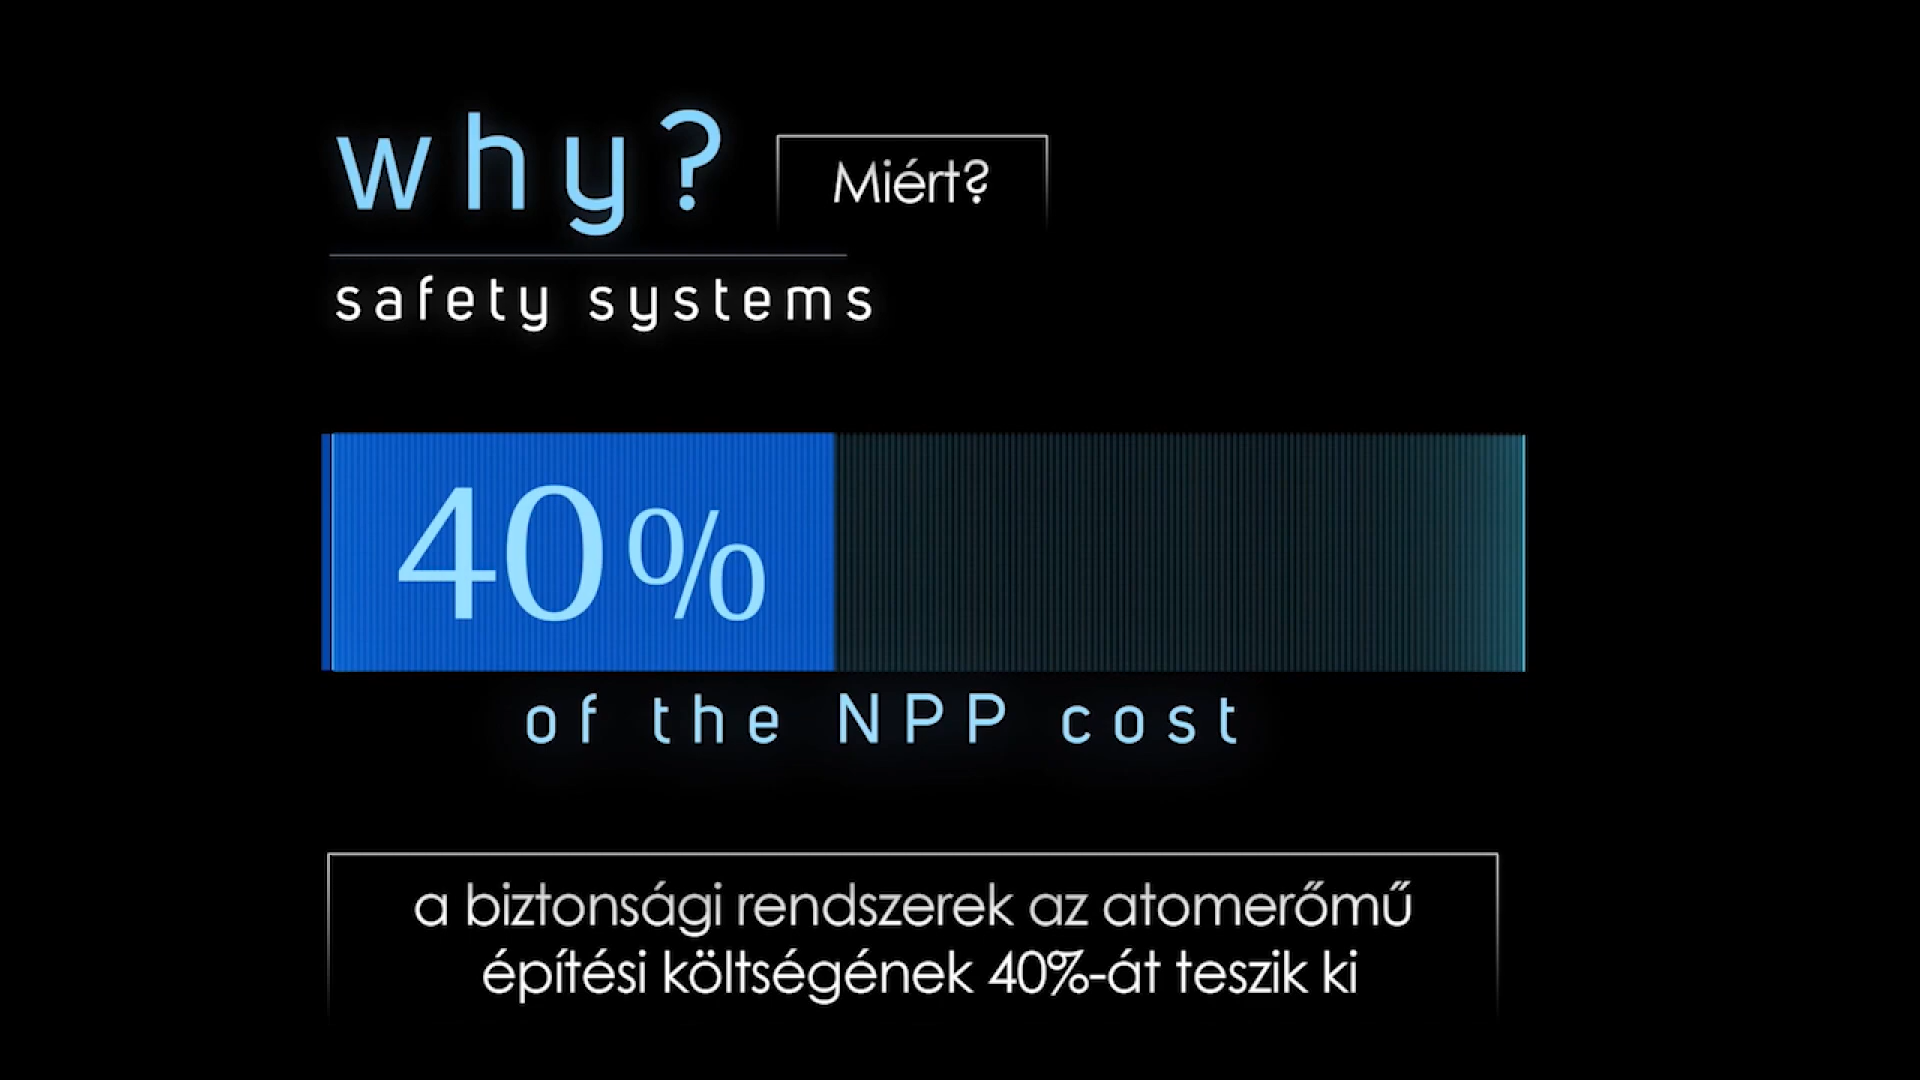 why?
Miért?
safety systems
40%
of the NPP cost
a biztonsági rendszerek az atomerőmű
építési költségének 40%-át teszik ki